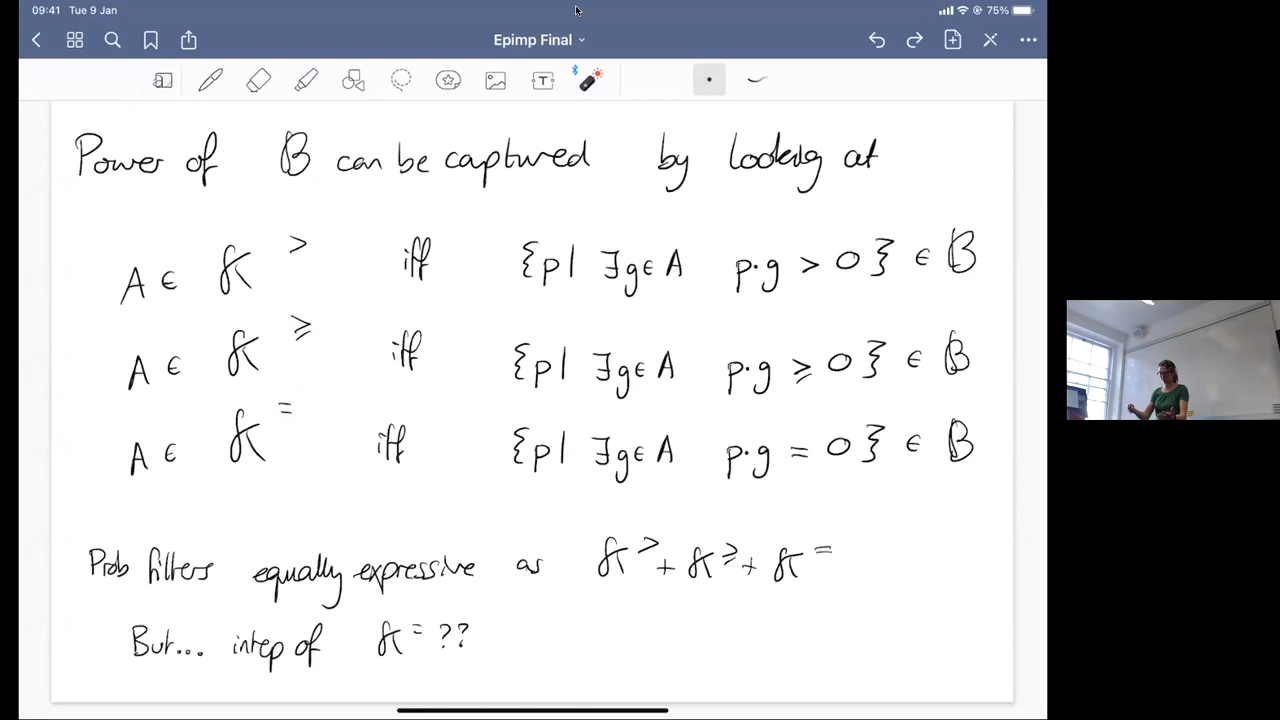 09:41 Tue 9 Jan 75%
Epimp Final
Power of B can be captured by looking at
A ∈ K > iff {p | ∃g∈A p·g > 0} ∈ B
A ∈ K ≥ iff {p | ∃g∈A p·g ≥ 0} ∈ B
A ∈ K = iff {p | ∃g∈A p·g = 0} ∈ B
Prob filters equally expressive as K> + K≥ + K=
But... intep of K= ??